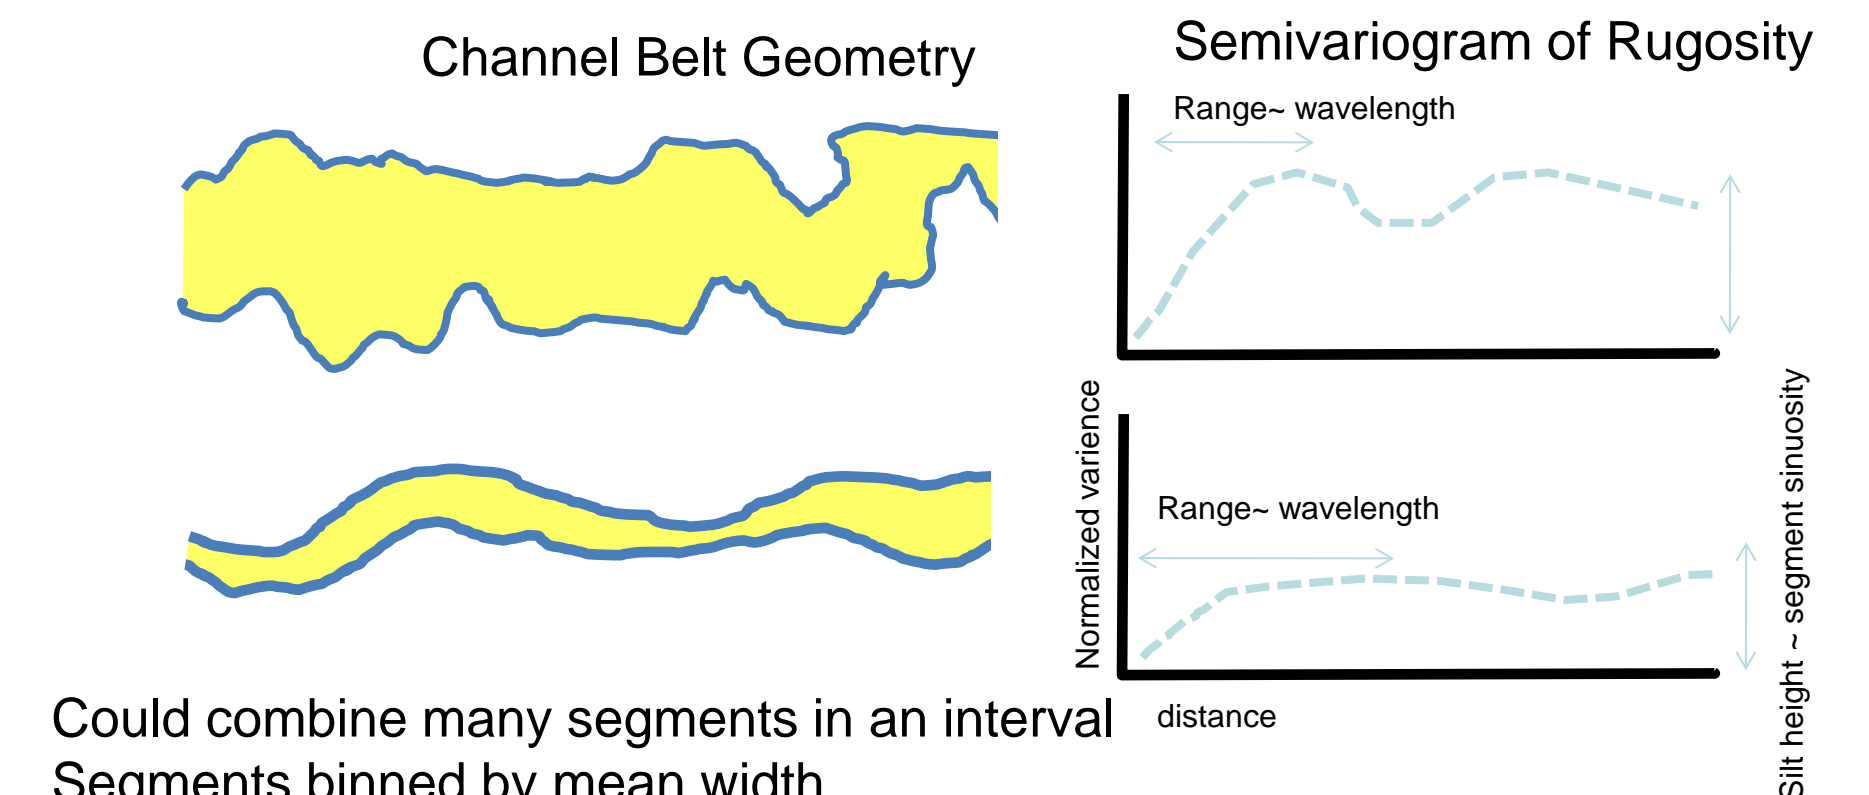 Channel Belt Geometry
Semivariogram of Rugosity
Range~ wavelength
Normalized varience
Range~ wavelength
Silt height ~ segment sinuosity
distance
Could combine many segments in an interval
Segments binned by mean width